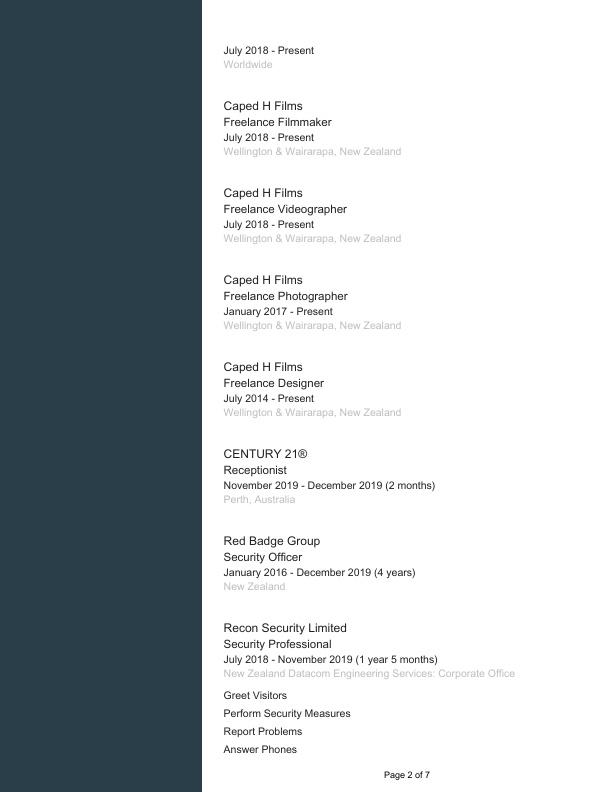 July 2018 - Present
Worldwide
Caped H Films
Freelance Filmmaker
July 2018 - Present
Wellington & Wairarapa, New Zealand
Caped H Films
Freelance Videographer
July 2018 - Present
Wellington & Wairarapa, New Zealand
Caped H Films
Freelance Photographer
January 2017 - Present
Wellington & Wairarapa, New Zealand
Caped H Films
Freelance Designer
July 2014 - Present
Wellington & Wairarapa, New Zealand
CENTURY 21®
Receptionist
November 2019 - December 2019 (2 months)
Perth, Australia
Red Badge Group
Security Officer
January 2016 - December 2019 (4 years)
New Zealand
Recon Security Limited
Security Professional
July 2018 - November 2019 (1 year 5 months)
New Zealand Datacom Engineering Services: Corporate Office
Greet Visitors
Perform Security Measures
Report Problems
Answer Phones
Page 2 of 7